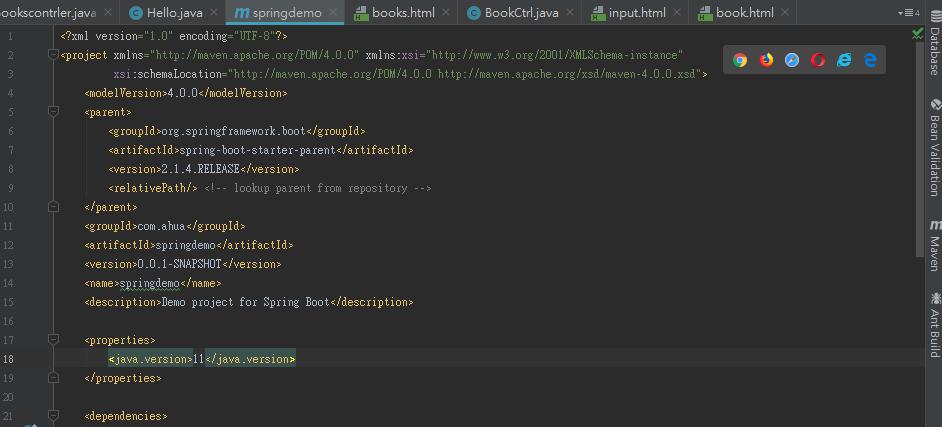 ookscontrler.java
Hello.java
springdemo
books.html
BookCtrl.java
input.html
book.html
4
1 <?xml version="1.0" encoding="UTF-8"?>
2 <project xmlns="http://maven.apache.org/POM/4.0.0" xmlns:xsi="http://www.w3.org/2001/XMLSchema-instance"
3 xsi:schemaLocation="http://maven.apache.org/POM/4.0.0 http://maven.apache.org/xsd/maven-4.0.0.xsd">
4 <modelVersion>4.0.0</modelVersion>
5 <parent>
6 <groupId>org.springframework.boot</groupId>
7 <artifactId>spring-boot-starter-parent</artifactId>
8 <version>2.1.4.RELEASE</version>
9 <relativePath/> <!-- lookup parent from repository -->
10 </parent>
11 <groupId>com.ahua</groupId>
12 <artifactId>springdemo</artifactId>
13 <version>0.0.1-SNAPSHOT</version>
14 <name>springdemo</name>
15 <description>Demo project for Spring Boot</description>
16
17 <properties>
18 <java.version>11</java.version>
19 </properties>
20
21 <dependencies>
Database
Bean Validation
m Maven
Ant Build